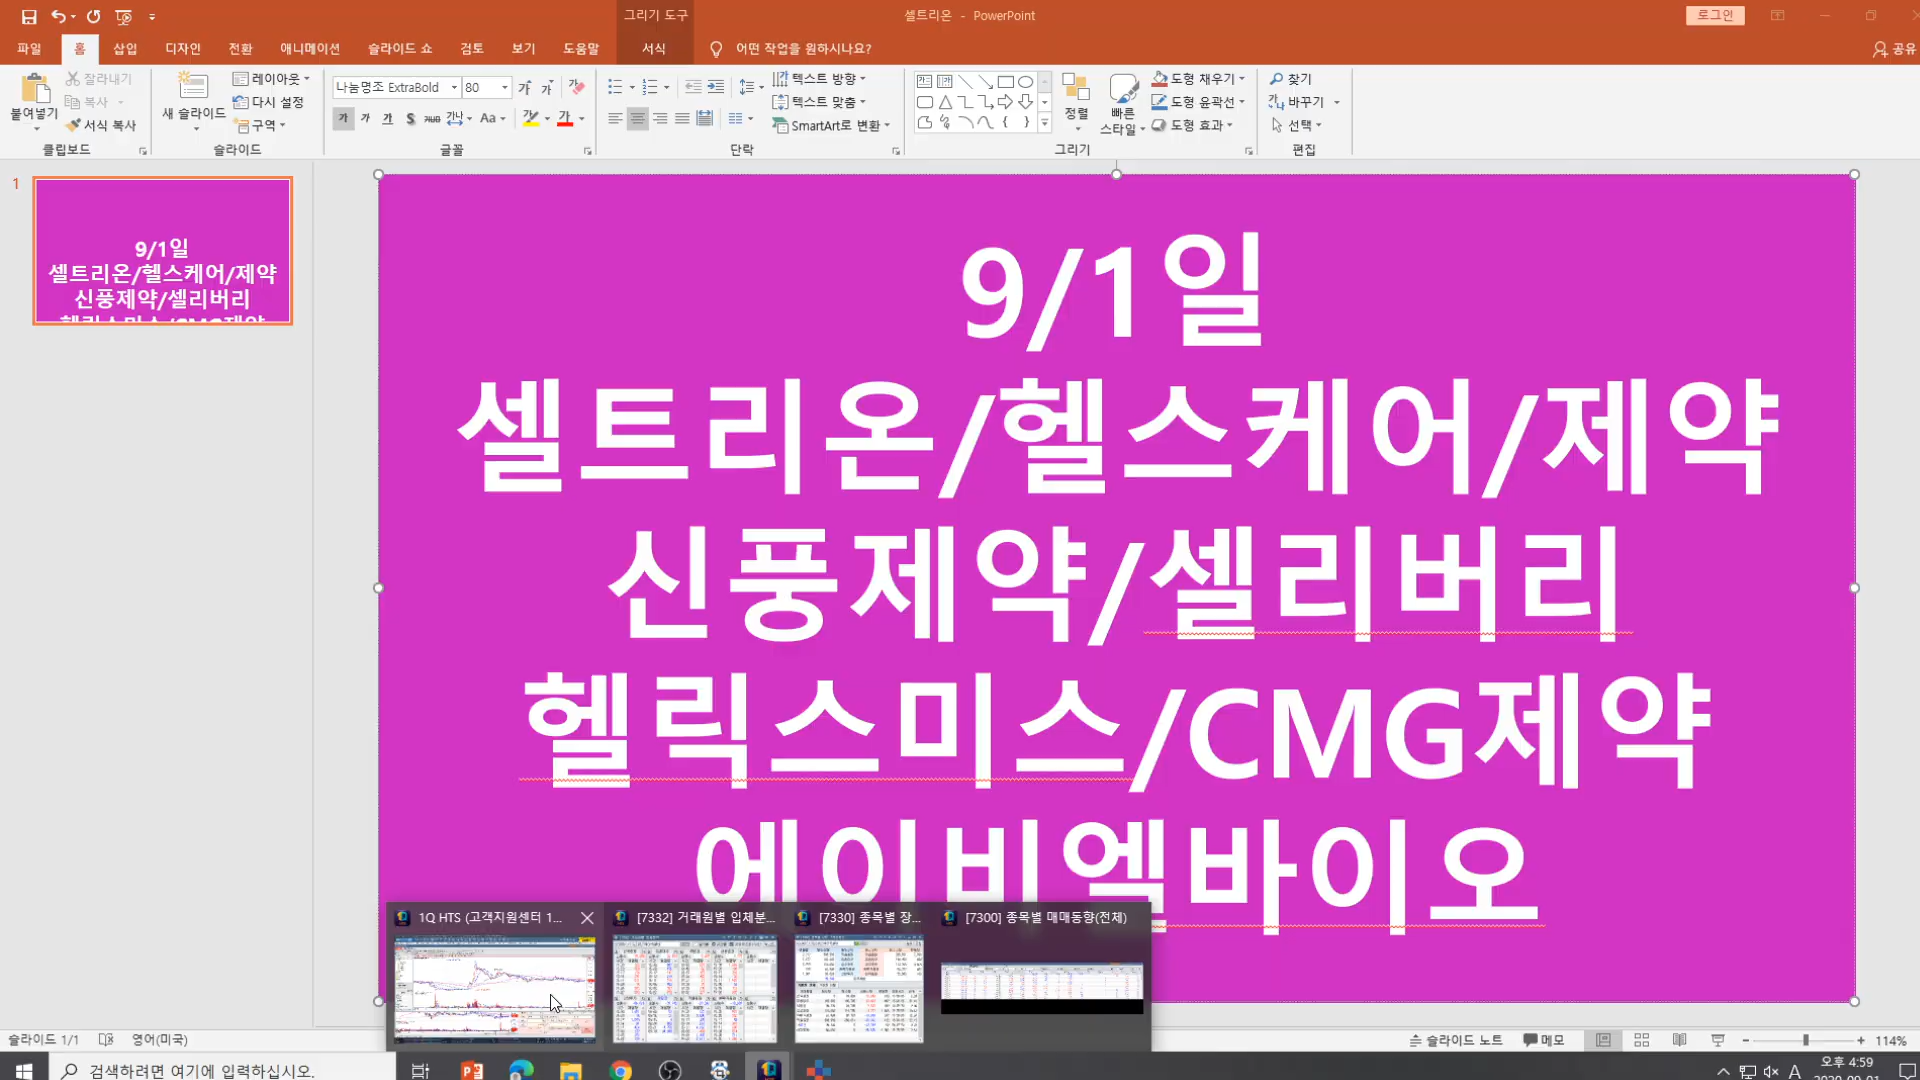 그리기 도구
셀트리온 - PowerPoint
로그인
파일 홈 삽입 디자인 전환 애니메이션 슬라이드 쇼 검토 보기 도움말 서식 어떤 작업을 원하시나요? 공유
붙여넣기
잘라내기
복사
서식 복사
클립보드
새 슬라이드
레이아웃
다시 설정
구역
슬라이드
나눔명조 ExtraBold 80
글꼴
텍스트 방향
텍스트 맞춤
SmartArt로 변환
단락
정렬
빠른 스타일
도형 채우기
도형 윤곽선
도형 효과
그리기
찾기
바꾸기
선택
편집
1
9/1일
셀트리온/헬스케어/제약
신풍제약/셀리버리
헬릭스미스/CMG제약
9/1일
셀트리온/헬스케어/제약
신풍제약/셀리버리
헬릭스미스/CMG제약
에이비엘바이오
1Q HTS (고객지원센터 1...
[7332] 거래원별 입체분...
[7330] 종목별 장...
[7300] 종목별 매매동향(전체)
슬라이드 1/1 영어(미국)
슬라이드 노트 메모 114%
검색하려면 여기에 입력하십시오.
A 오후 4:59